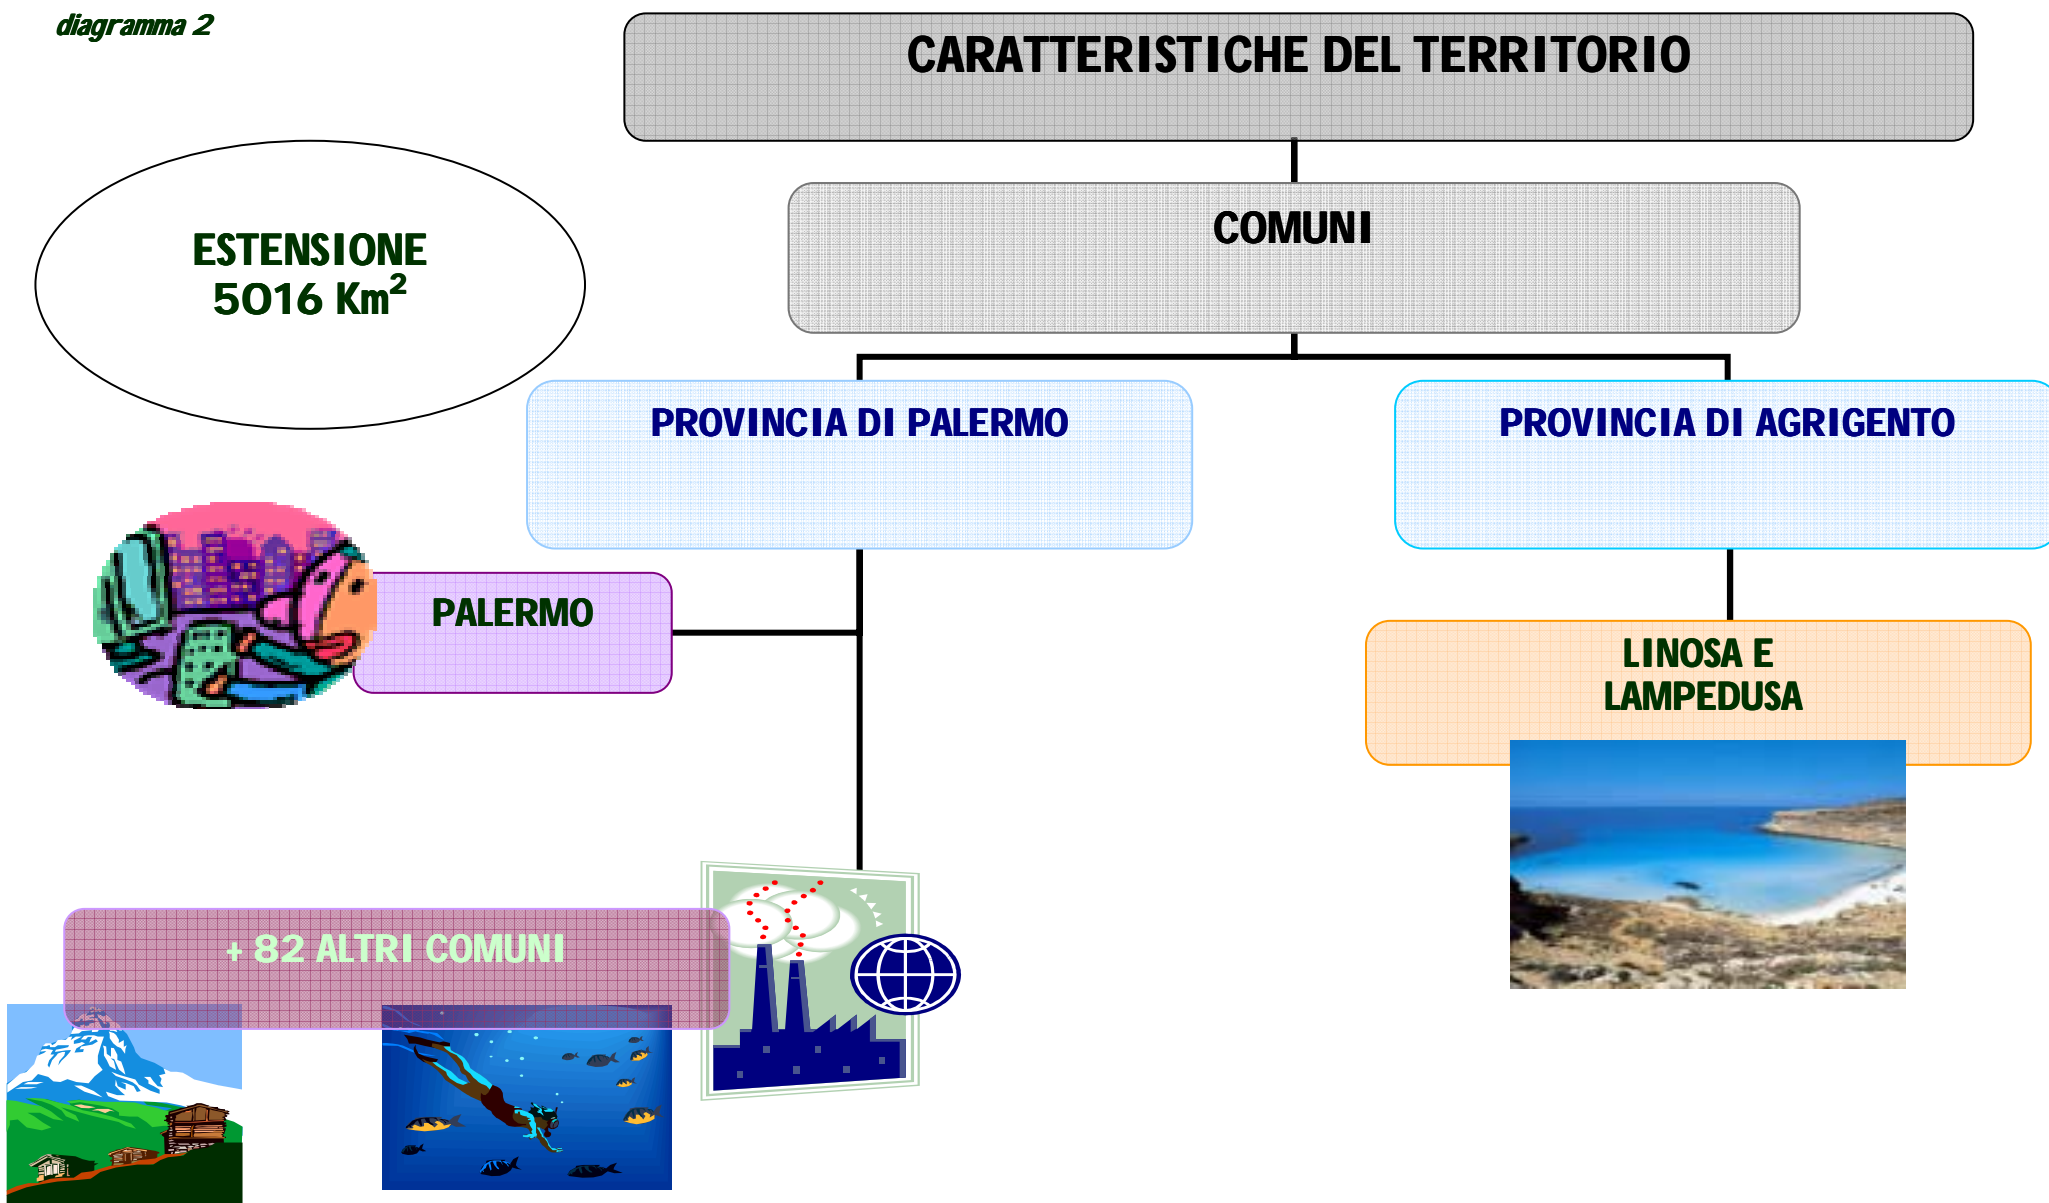 diagramma 2
CARATTERISTICHE DEL TERRITORIO
COMUNI
ESTENSIONE
5016 Km²
PROVINCIA DI PALERMO
PROVINCIA DI AGRIGENTO
PALERMO
LINOSA E
LAMPEDUSA
+ 82 ALTRI COMUNI